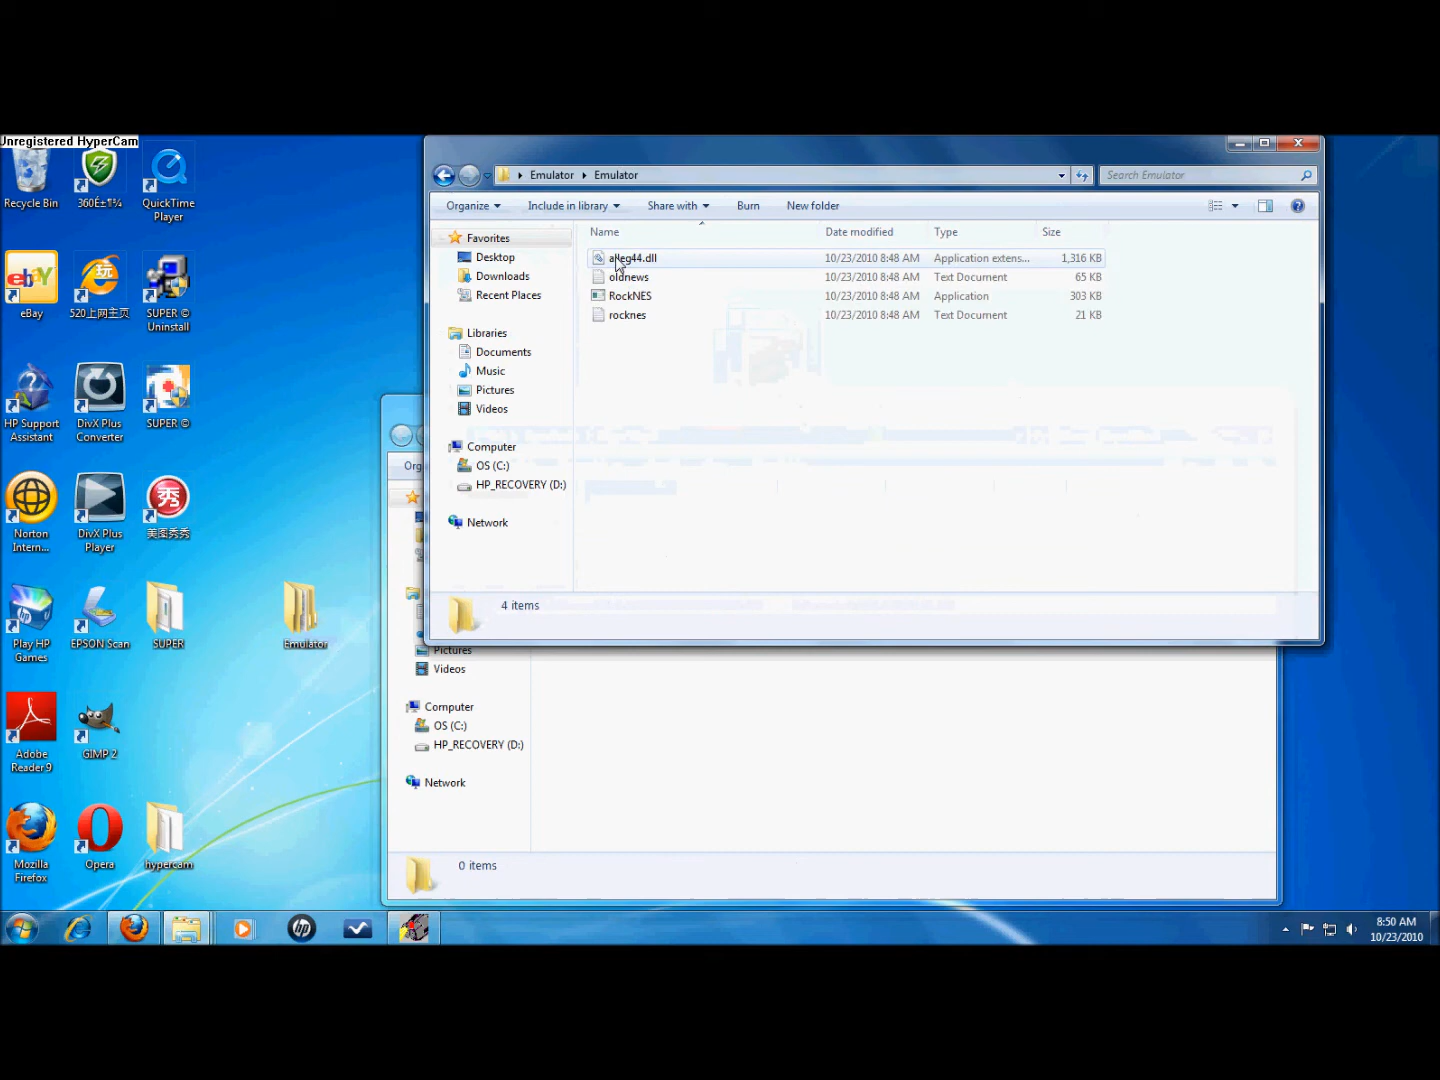 Unregistered HyperCam
Recycle Bin
360É±¶¾
QuickTime
Player
eBay
520上网主页
SUPER ©
Uninstall
HP Support
Assistant
DivX Plus
Converter
SUPER ©
Norton
Intern...
DivX Plus
Player
美图秀秀
Play HP
Games
EPSON Scan
SUPER
Emulator
Adobe
Reader 9
GIMP 2
Mozilla
Firefox
Opera
hypercam
Emulator
Emulator
Search Emulator
Organize
Include in library
Share with
Burn
New folder
Name
Date modified
Type
Size
Favorites
Desktop
Downloads
Recent Places
Libraries
Documents
Music
Pictures
Videos
Computer
OS (C:)
HP_RECOVERY (D:)
Network
alleg44.dll 10/23/2010 8:48 AM Application extens... 1,316 KB
oldnews 10/23/2010 8:48 AM Text Document 65 KB
RockNES 10/23/2010 8:48 AM Application 303 KB
rocknes 10/23/2010 8:48 AM Text Document 21 KB
4 items
Org
Pictures
Videos
Computer
OS (C:)
HP_RECOVERY (D:)
Network
0 items
8:50 AM
10/23/2010